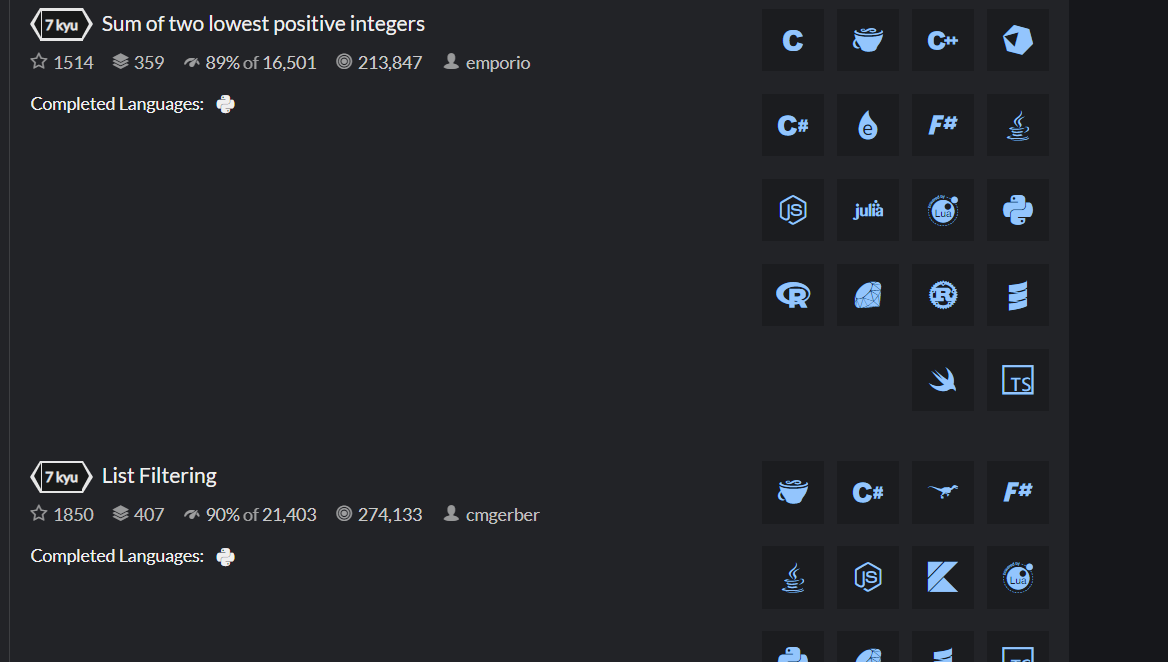 7 kyu Sum of two lowest positive integers
1514 359 89% of 16,501 213,847 emporio
Completed Languages:
C C++
C# e F#
JS julia Lua
R R
TS
7 kyu List Filtering
1850 407 90% of 21,403 274,133 cmgerber
Completed Languages:
C# F#
JS Lua
TS